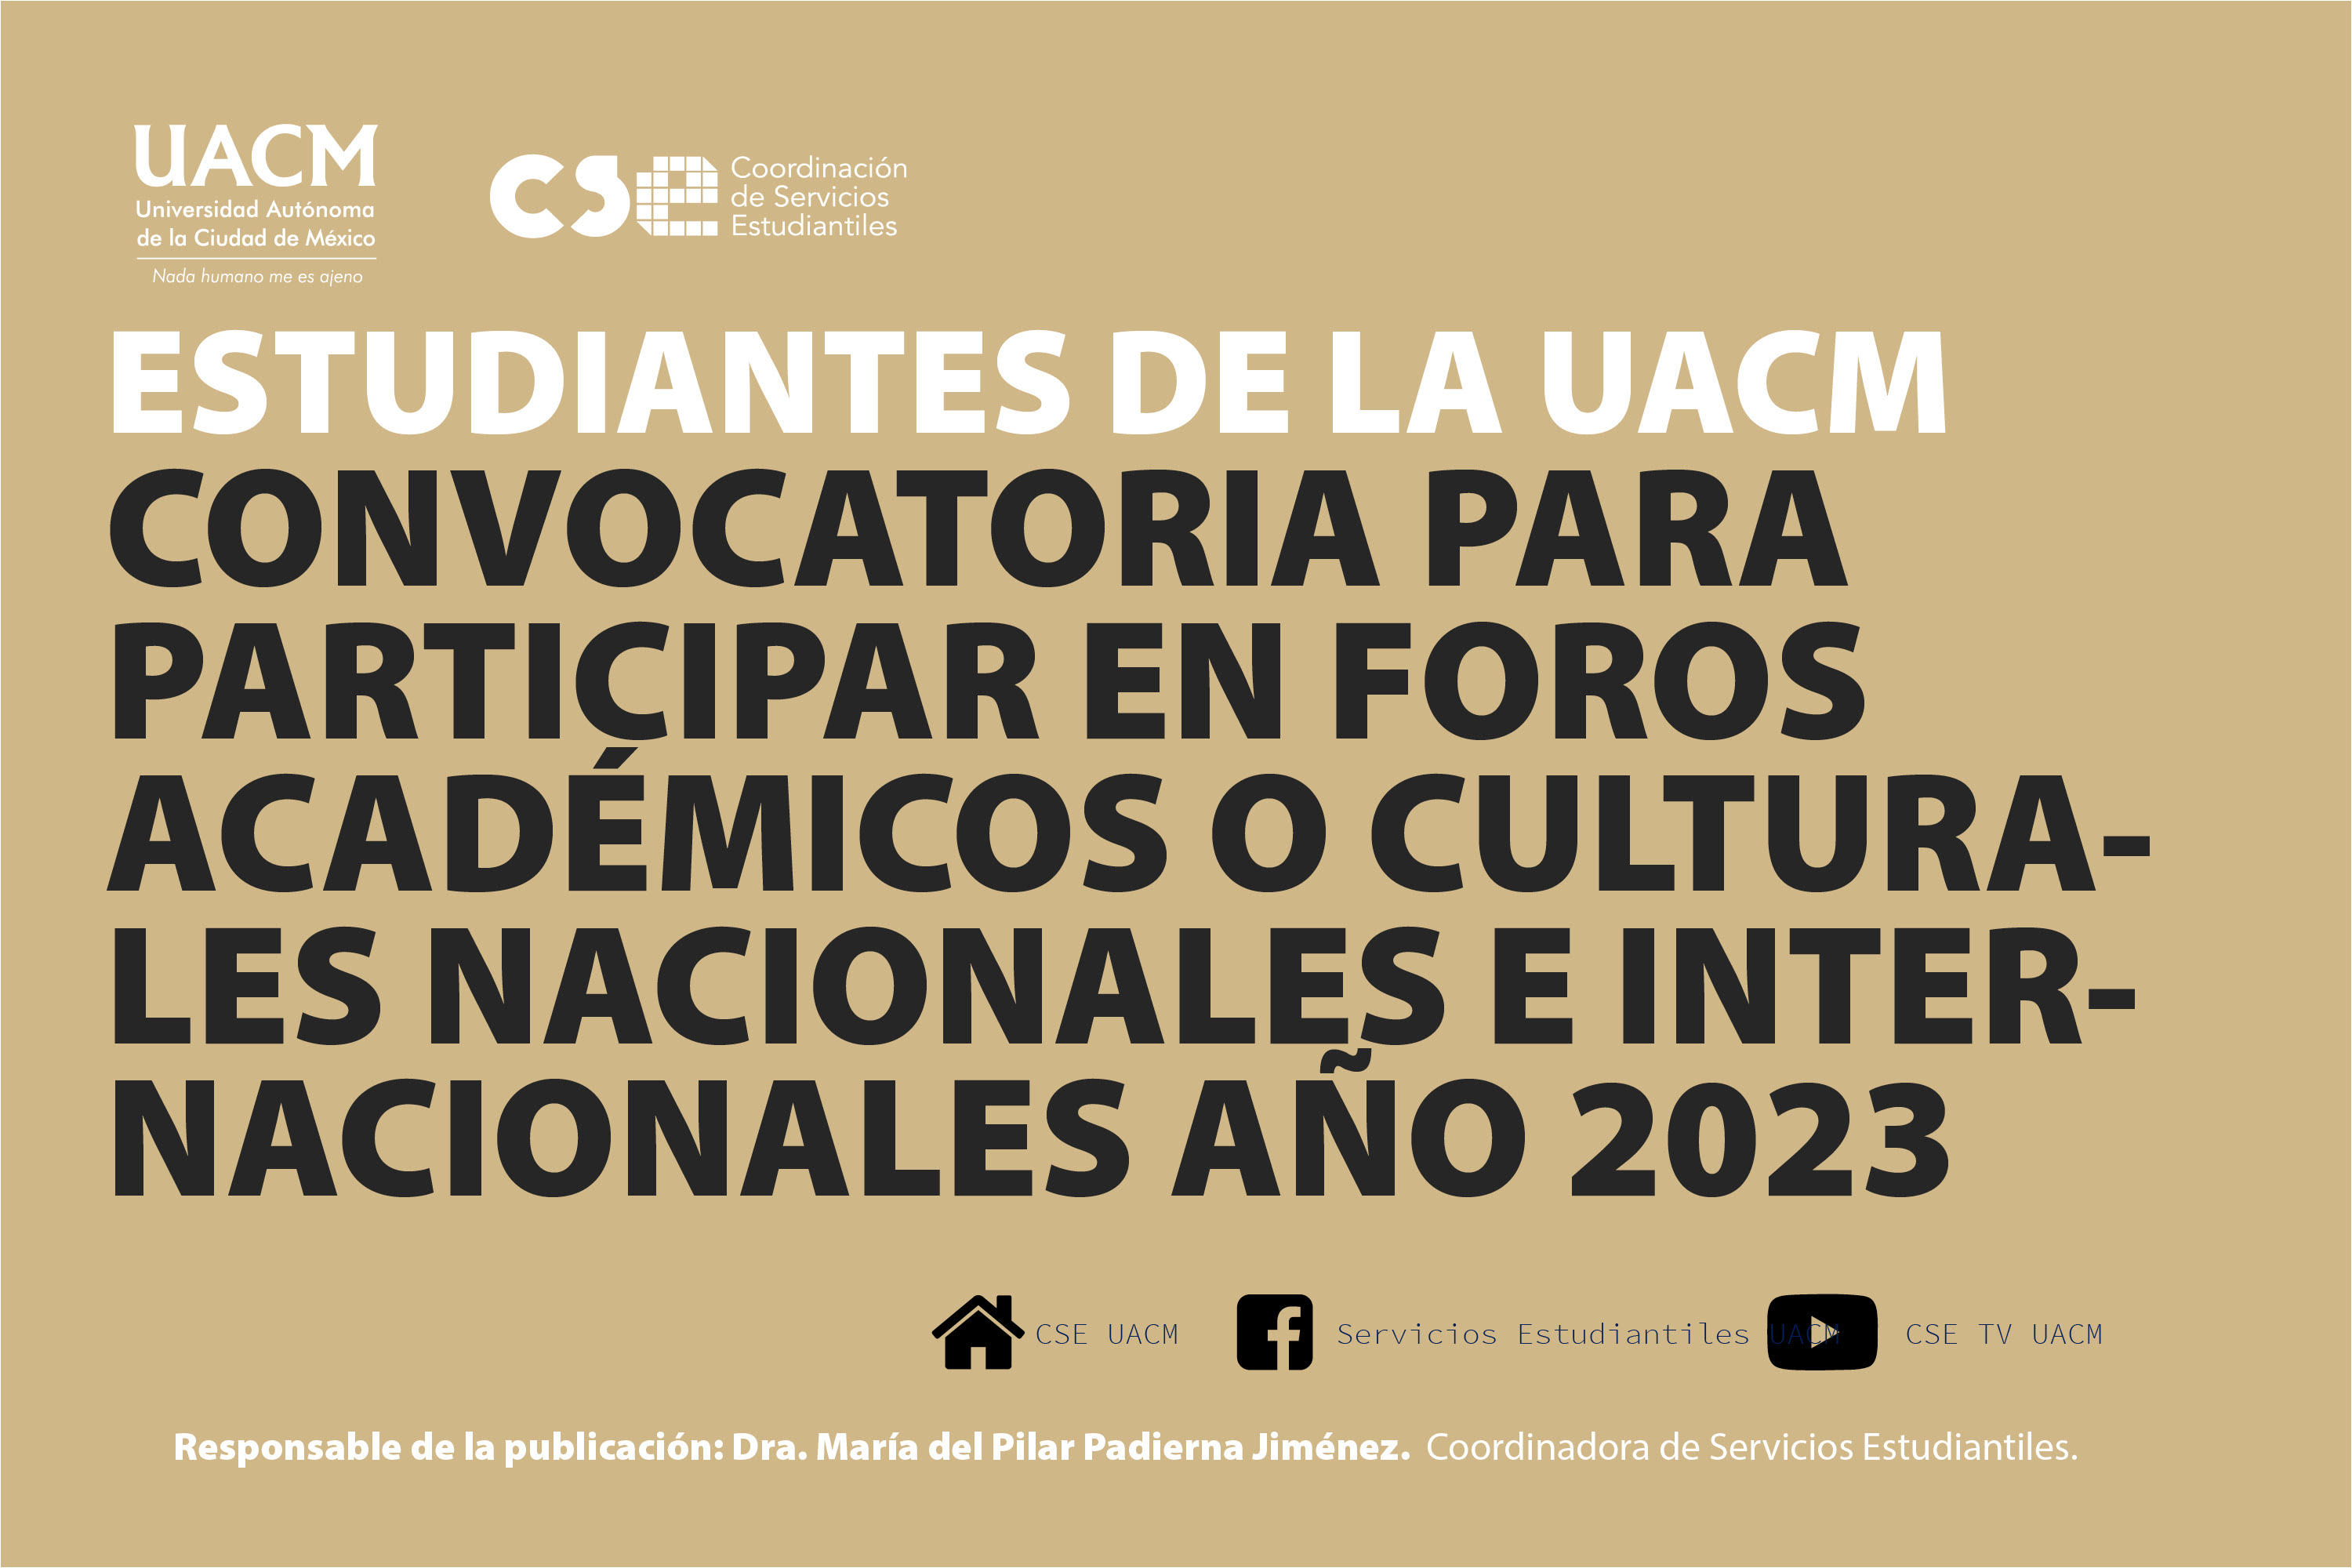 UACM
Universidad Autónoma
de la Ciudad de México
Nada humano me es ajeno
cse
Coordinación
de Servicios
Estudiantiles
ESTUDIANTES DE LA UACM
CONVOCATORIA PARA
PARTICIPAR EN FOROS
ACADÉMICOS O CULTURA-
LES NACIONALES E INTER-
NACIONALES AÑO 2023
CSE UACM
Servicios Estudiantiles UACM
CSE TV UACM
Responsable de la publicación: Dra. María del Pilar Padierna Jiménez. Coordinadora de Servicios Estudiantiles.